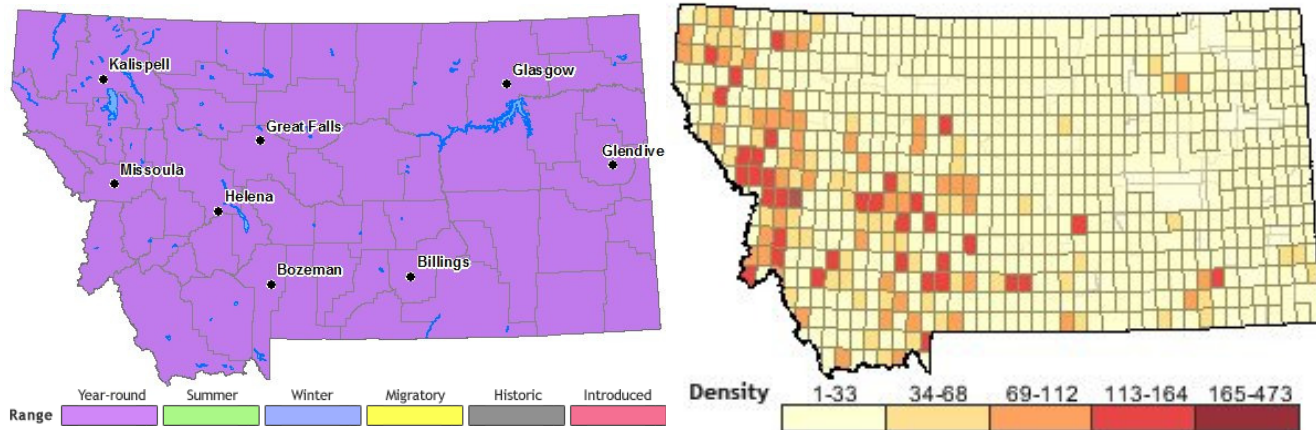 Kalispell
Glasgow
Great Falls
Glendive
Missoula
Helena
Bozeman
Billings
Year-round Summer Winter Migratory Historic Introduced
Range
Density 1-33 34-68 69-112 113-164 165-473